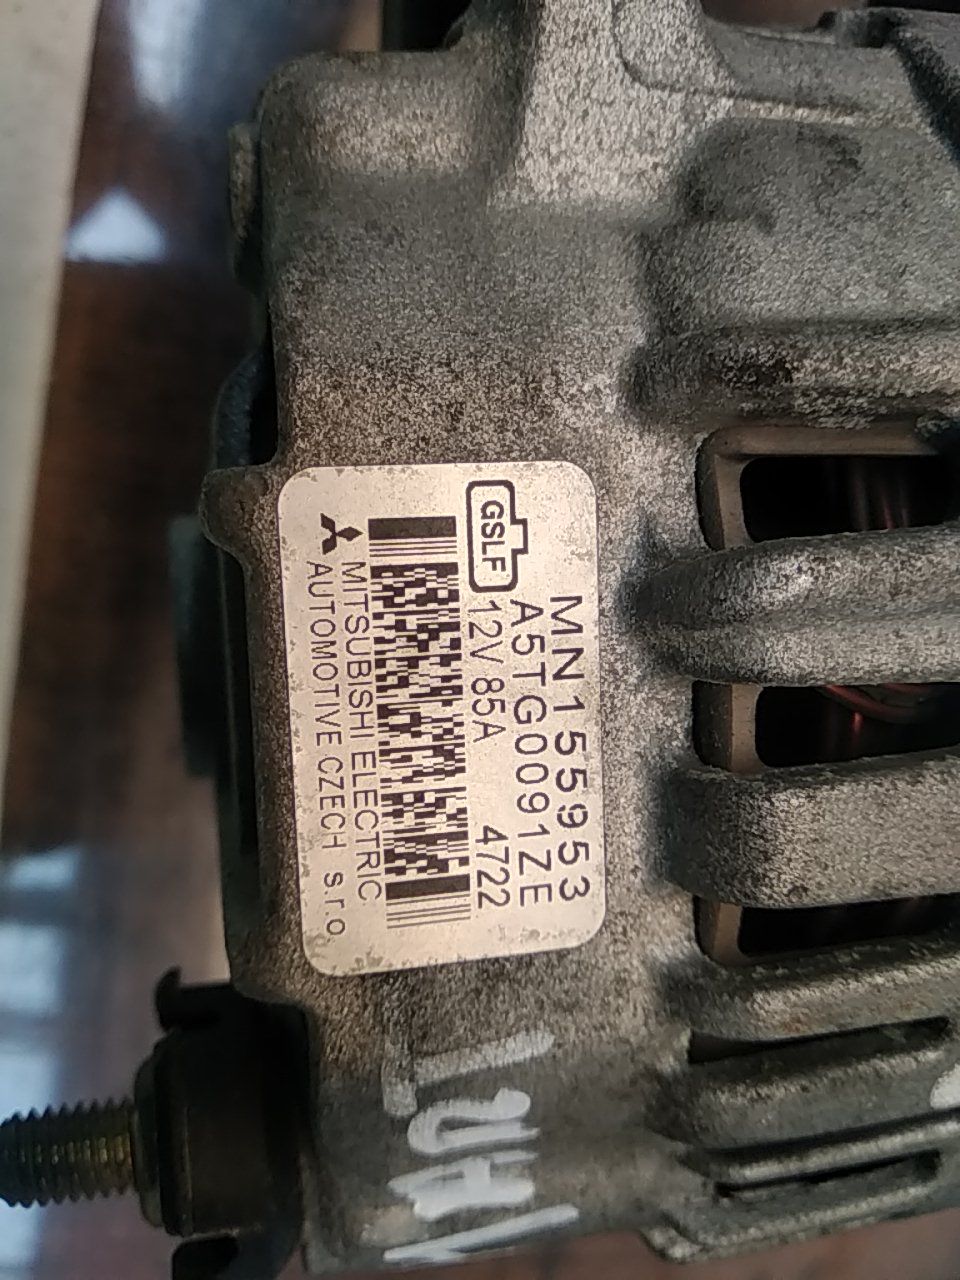 MN155953
A5TG0091ZE
GSLF 12V 85A 4722
MITSUBISHI ELECTRIC
AUTOMOTIVE CZECH s.r.o.